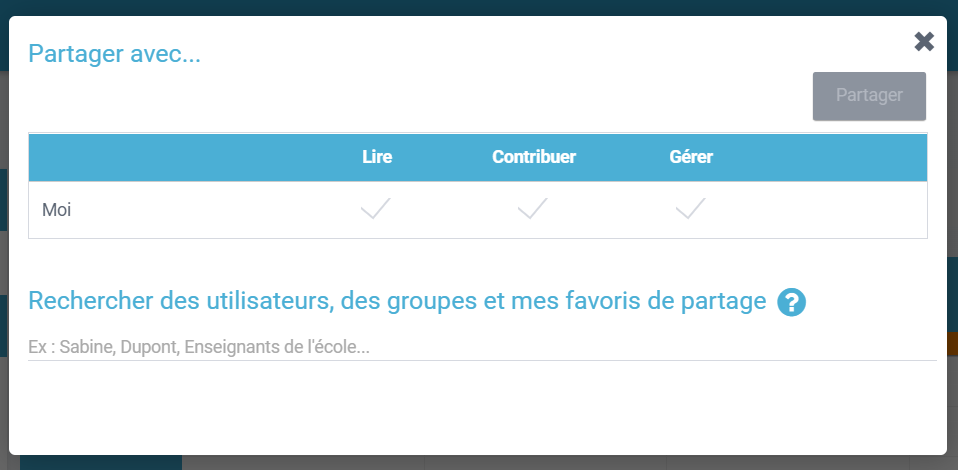 Partager avec...
Partager
Lire Contribuer Gérer
Moi
Rechercher des utilisateurs, des groupes et mes favoris de partage ?
Ex : Sabine, Dupont, Enseignants de l'école...